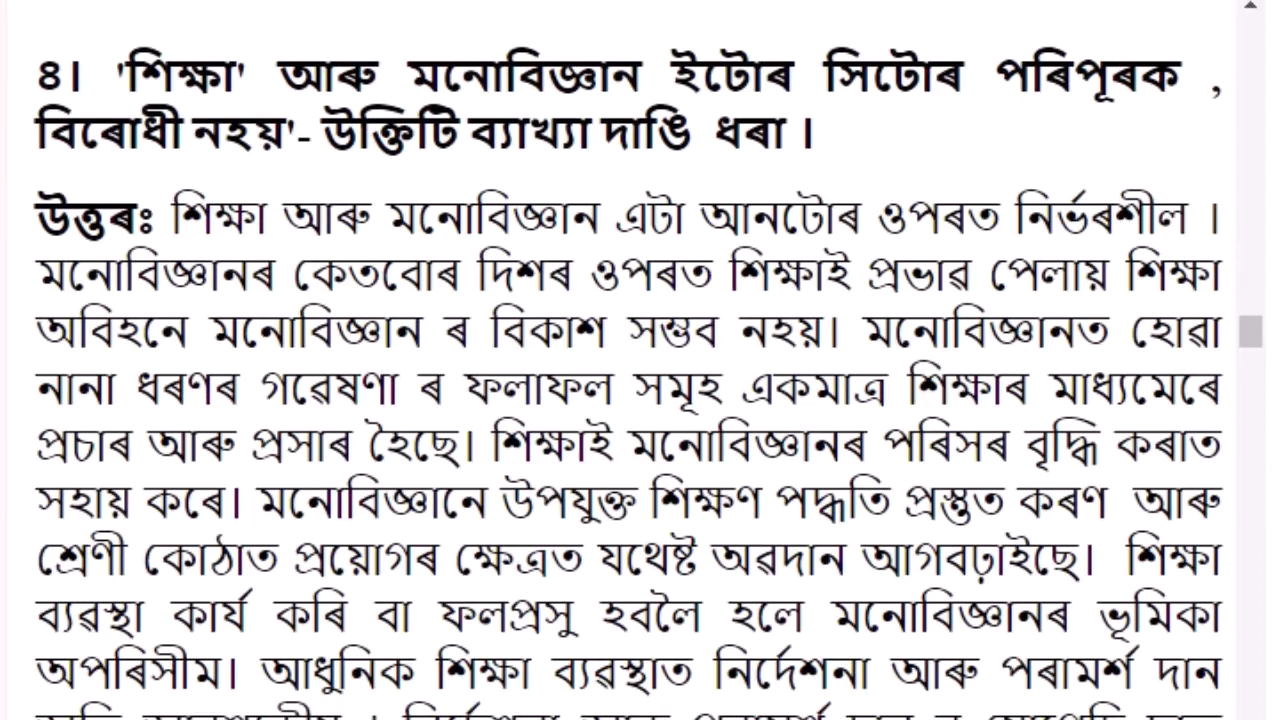 ৪। 'শিক্ষা' আৰু মনোবিজ্ঞান ইটোৰ সিটোৰ পৰিপূৰক ,
বিৰোধী নহয়'- উক্তিটি ব্যাখ্যা দাঙি ধৰা ।
উত্তৰঃ শিক্ষা আৰু মনোবিজ্ঞান এটা আনটোৰ ওপৰত নিৰ্ভৰশীল ।
মনোবিজ্ঞানৰ কেতবোৰ দিশৰ ওপৰত শিক্ষাই প্ৰভাৱ পেলায় শিক্ষা
অবিহনে মনোবিজ্ঞান ৰ বিকাশ সম্ভব নহয়। মনোবিজ্ঞানত হোৱা
নানা ধৰণৰ গৱেষণা ৰ ফলাফল সমূহ একমাত্ৰ শিক্ষাৰ মাধ্যমেৰে
প্ৰচাৰ আৰু প্ৰসাৰ হৈছে। শিক্ষাই মনোবিজ্ঞানৰ পৰিসৰ বৃদ্ধি কৰাত
সহায় কৰে। মনোবিজ্ঞানে উপযুক্ত শিক্ষণ পদ্ধতি প্ৰস্তুত কৰণ আৰু
শ্ৰেণী কোঠাত প্ৰয়োগৰ ক্ষেত্ৰত যথেষ্ট অৱদান আগবঢ়াইছে। শিক্ষা
ব্যৱস্থা কাৰ্য কৰি বা ফলপ্ৰসু হবলৈ হলে মনোবিজ্ঞানৰ ভূমিকা
অপৰিসীম। আধুনিক শিক্ষা ব্যৱস্থাত নিৰ্দেশনা আৰু পৰামৰ্শ দান